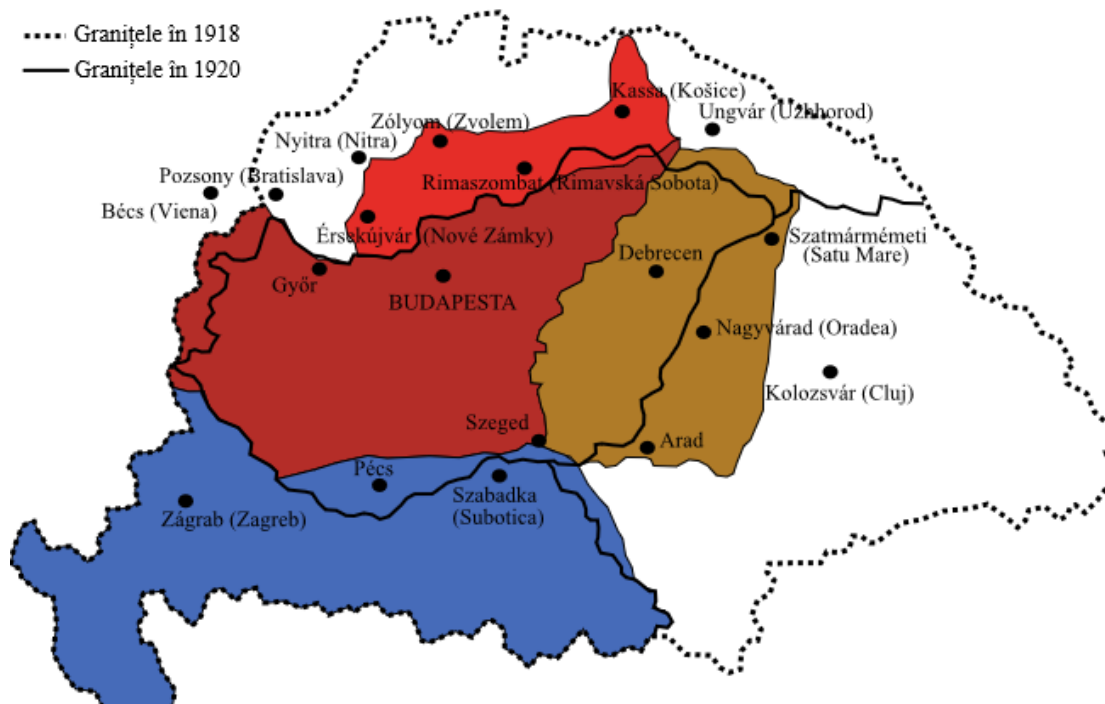 Granițele în 1918
Granițele în 1920
Kassa (Košice)
Ungvár (Užhhorod)
Zólyom (Zvolem)
Nyitra (Nitra)
Pozsony (Bratislava)
Rimaszombat (Rimavská Sobota)
Bécs (Viena)
Érsekújvár (Nové Zámky)
Szatmármémeti
(Satu Mare)
Debrecen
Győr
BUDAPESTA
Nagyvárad (Oradea)
Kolozsvár (Cluj)
Szeged
Arad
Pécs
Szabadka
(Subotica)
Zágrab (Zagreb)